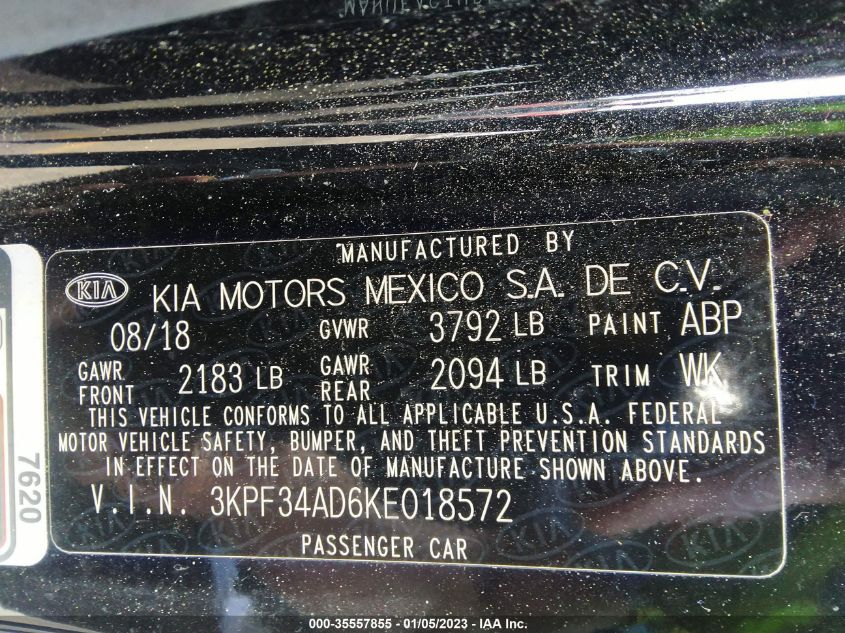 MANUFACTURED BY
KIA KIA MOTORS MEXICO S.A. DE C.V.
08/18 GVWR 3792 LB PAINT ABP
GAWR FRONT 2183 LB GAWR REAR 2094 LB TRIM WK
THIS VEHICLE CONFORMS TO ALL APPLICABLE U.S.A. FEDERAL
MOTOR VEHICLE SAFETY, BUMPER, AND THEFT PREVENTION STANDARDS
IN EFFECT ON THE DATE OF MANUFACTURE SHOWN ABOVE.
V.I.N. 3KPF34AD6KE018572
PASSENGER CAR
7620
000-35557855 - 01/05/2023 - IAA Inc.